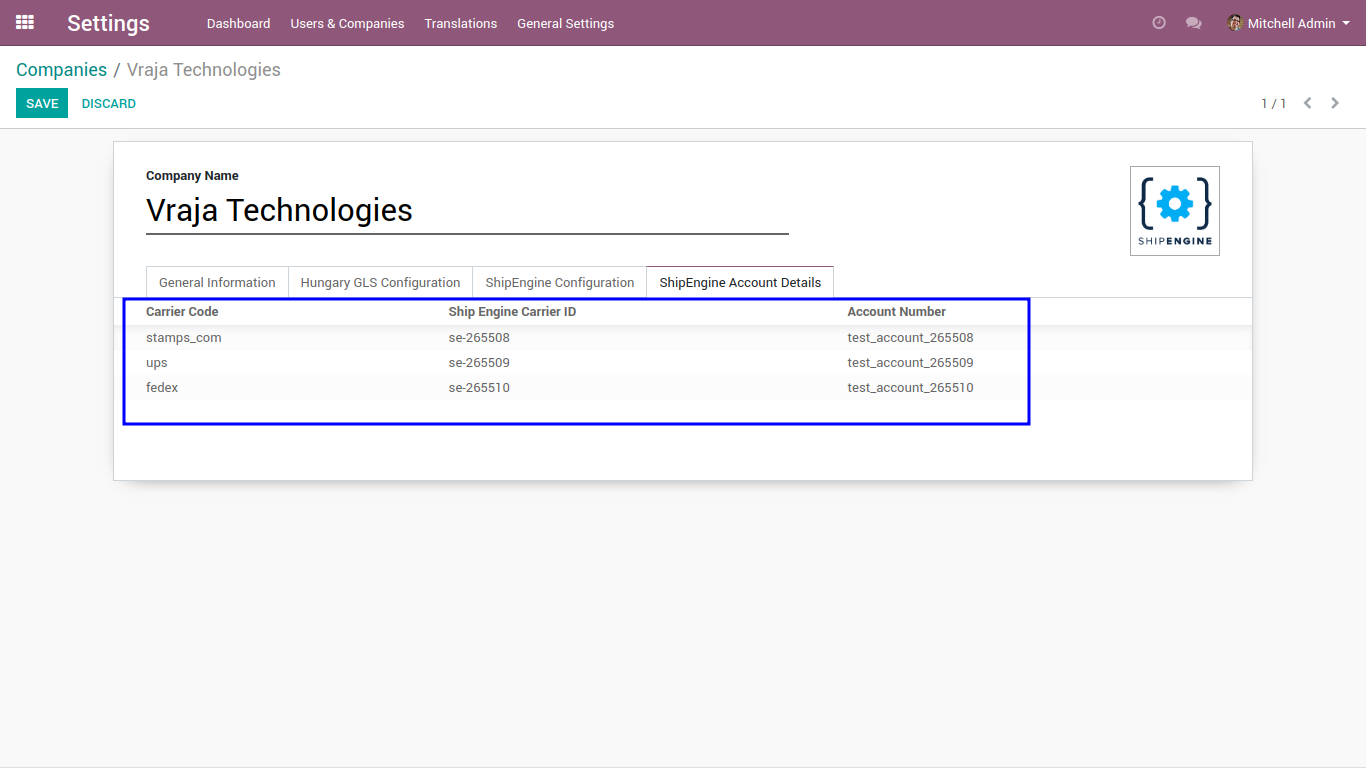 Settings Dashboard Users & Companies Translations General Settings Mitchell Admin
Companies / Vraja Technologies
SAVE DISCARD 1 / 1
Company Name
Vraja Technologies
SHIPENGINE
General Information Hungary GLS Configuration ShipEngine Configuration ShipEngine Account Details
Carrier Code Ship Engine Carrier ID Account Number
stamps_com se-265508 test_account_265508
ups se-265509 test_account_265509
fedex se-265510 test_account_265510